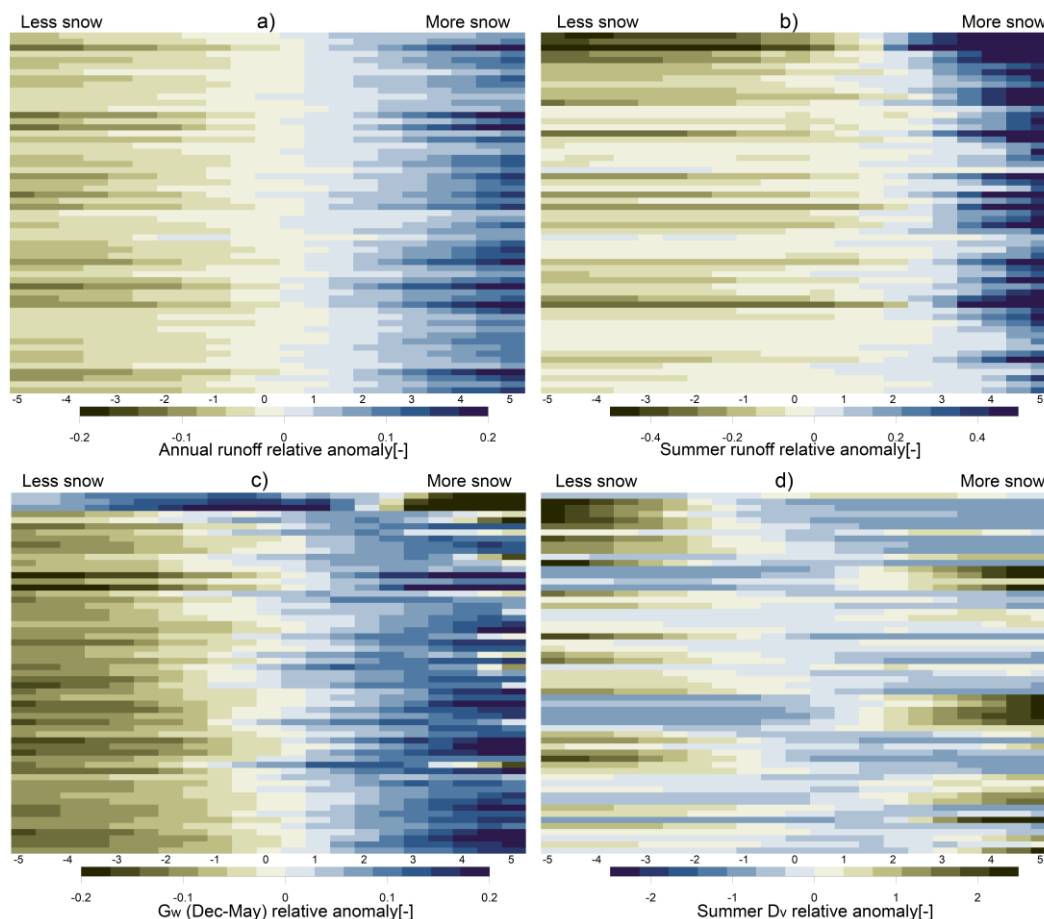 Less snow a) More snow
-5 -4 -3 -2 -1 0 1 2 3 4 5
-0.2 -0.1 0 0.1 0.2
Annual runoff relative anomaly[-]
Less snow b) More snow
-5 -4 -3 -2 -1 0 1 2 3 4 5
-0.4 -0.2 0 0.2 0.4
Summer runoff relative anomaly[-]
Less snow c) More snow
-5 -4 -3 -2 -1 0 1 2 3 4 5
-0.2 -0.1 0 0.1 0.2
Gw (Dec-May) relative anomaly[-]
Less snow d) More snow
-5 -4 -3 -2 -1 0 1 2 3 4 5
-2 -1 0 1 2
Summer Dv relative anomaly[-]